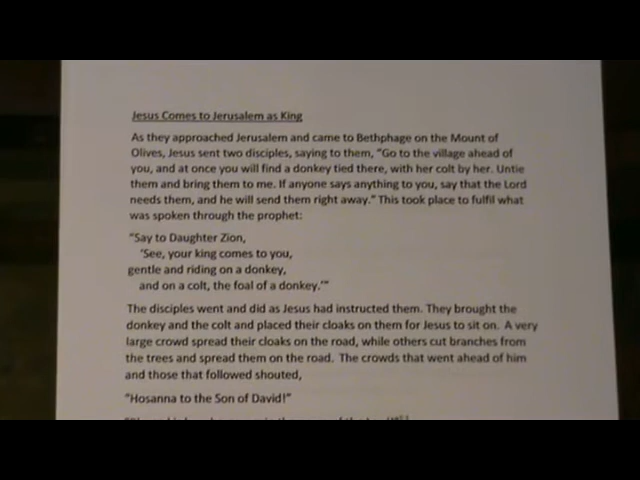 Jesus Comes to Jerusalem as King
As they approached Jerusalem and came to Bethphage on the Mount of
Olives, Jesus sent two disciples, saying to them, "Go to the village ahead of
you, and at once you will find a donkey tied there, with her colt by her. Untie
them and bring them to me. If anyone says anything to you, say that the Lord
needs them, and he will send them right away." This took place to fulfil what
was spoken through the prophet:
"Say to Daughter Zion,
'See, your king comes to you,
gentle and riding on a donkey,
and on a colt, the foal of a donkey.'"
The disciples went and did as Jesus had instructed them. They brought the
donkey and the colt and placed their cloaks on them for Jesus to sit on. A very
large crowd spread their cloaks on the road, while others cut branches from
the trees and spread them on the road. The crowds that went ahead of him
and those that followed shouted,
"Hosanna to the Son of David!"